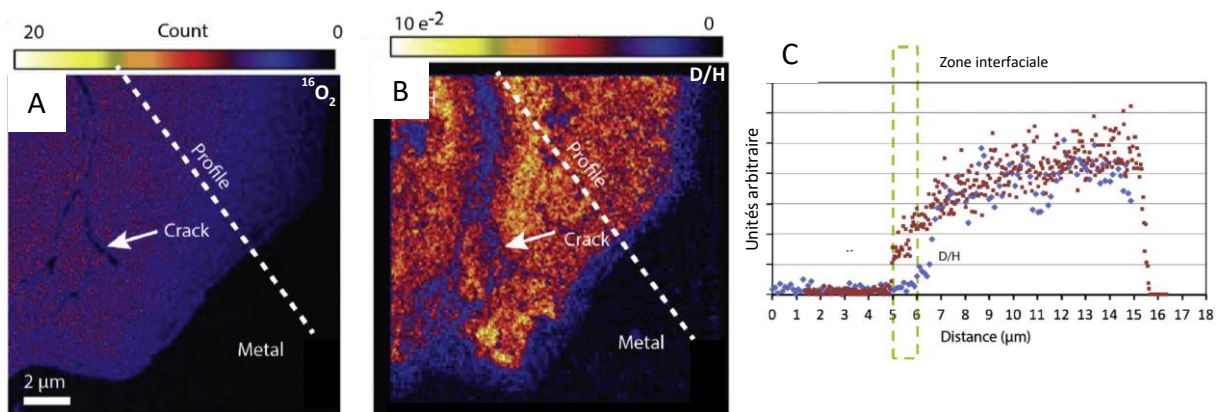 20 Count 0
A
¹⁶O₂
Profile
Crack
Metal
2 µm
10 e⁻² 0
B
D/H
Profile
Crack
Metal
C
Zone interfaciale
Unités arbitraire
D/H
0 1 2 3 4 5 6 7 8 9 10 11 12 13 14 15 16 17 18
Distance (µm)